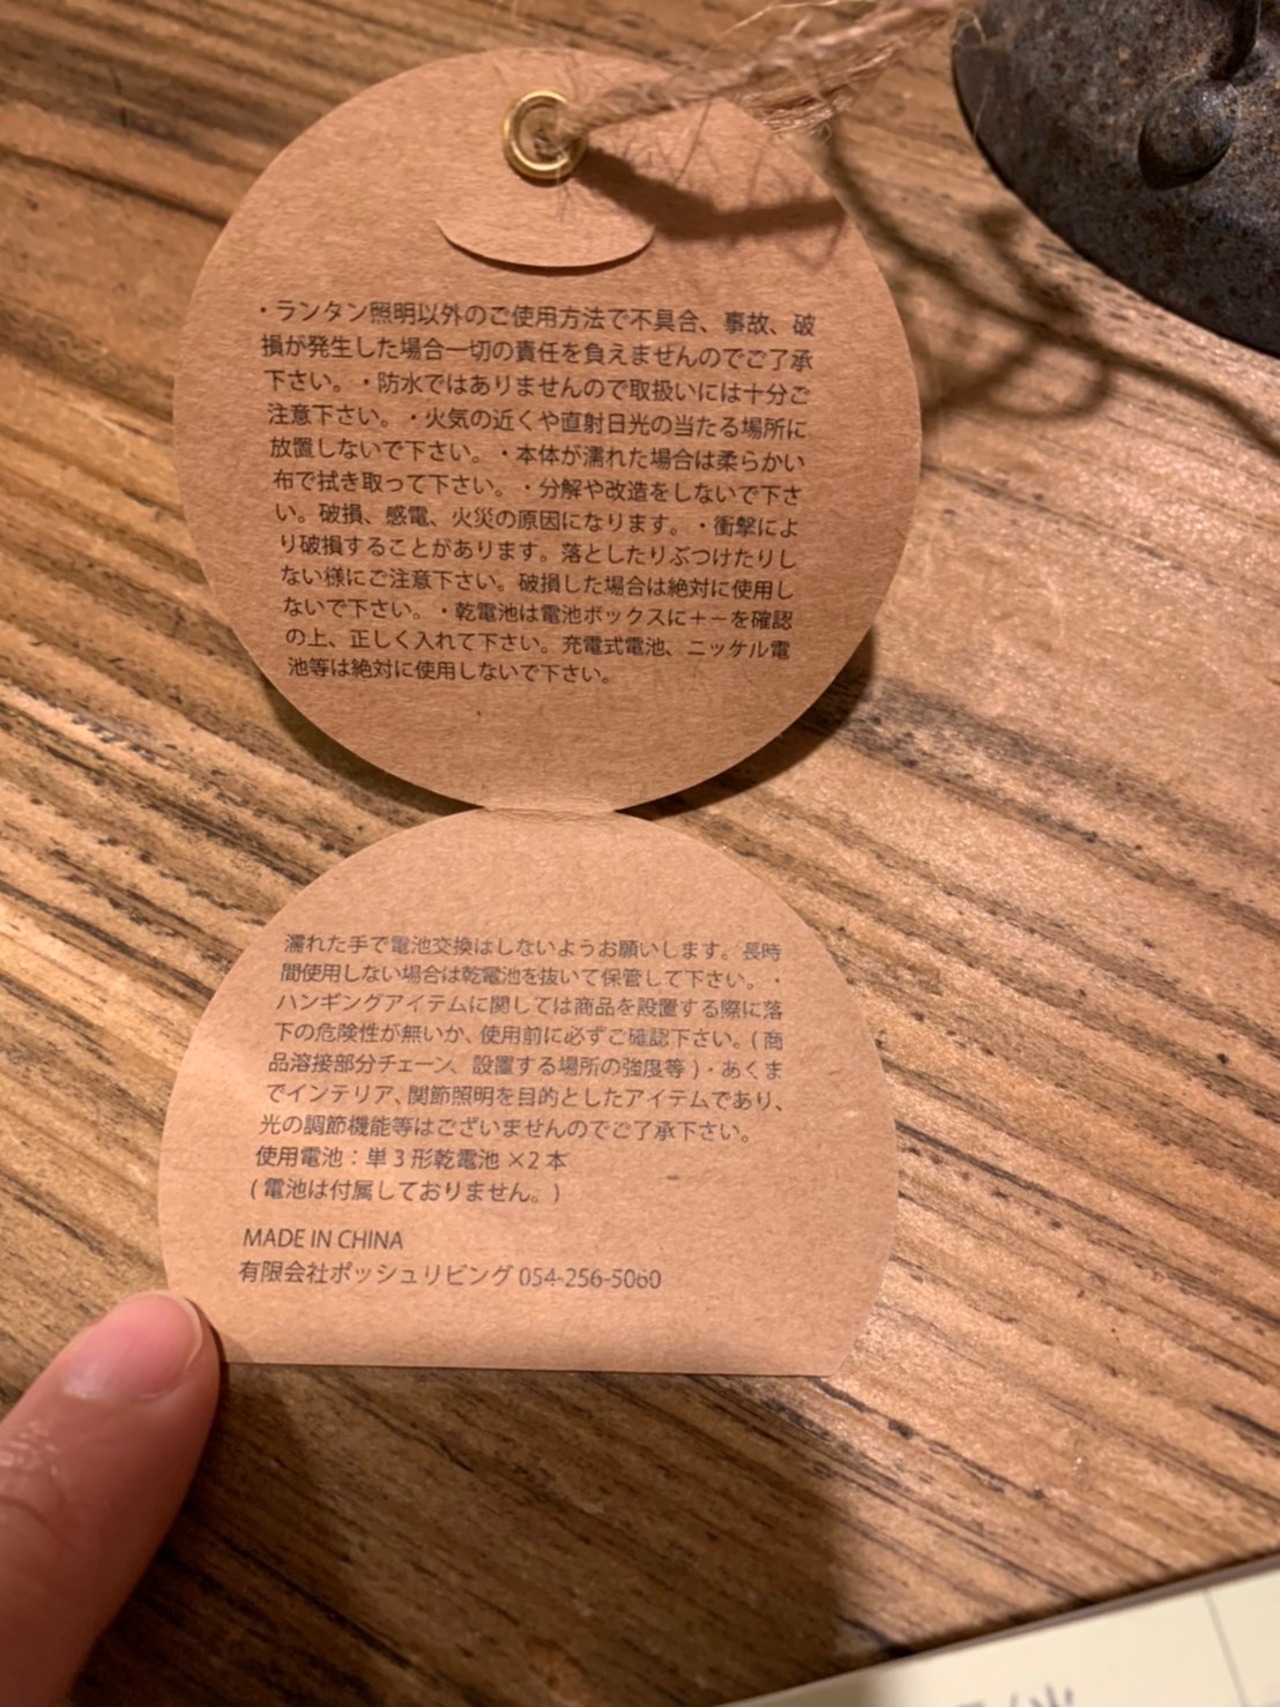 ・ランタン照明以外のご使用方法で不具合、事故、破
損が発生した場合一切の責任を負えませんのでご了承
下さい。・防水ではありませんので取扱いには十分ご
注意下さい。・火気の近くや直射日光の当たる場所に
放置しないで下さい。・本体が濡れた場合は柔らかい
布で拭き取って下さい。・分解や改造をしないで下さ
い。破損、感電、火災の原因になります。・衝撃によ
り破損することがあります。落としたりぶつけたりし
ない様にご注意下さい。破損した場合は絶対に使用し
ないで下さい。・乾電池は電池ボックスに+−を確認
の上、正しく入れて下さい。充電式電池、ニッケル電
池等は絶対に使用しないで下さい。
濡れた手で電池交換はしないようお願いします。長時
間使用しない場合は乾電池を抜いて保管して下さい。・
ハンギングアイテムに関しては商品を設置する際に落
下の危険性が無いか、使用前に必ずご確認下さい。(商
品溶接部分チェーン、設置する場所の強度等)・あくま
でインテリア、関節照明を目的としたアイテムであり、
光の調節機能等はございませんのでご了承下さい。
使用電池：単3形乾電池×2本
(電池は付属しておりません。)
MADE IN CHINA
有限会社ポッシュリビング 054-256-5060